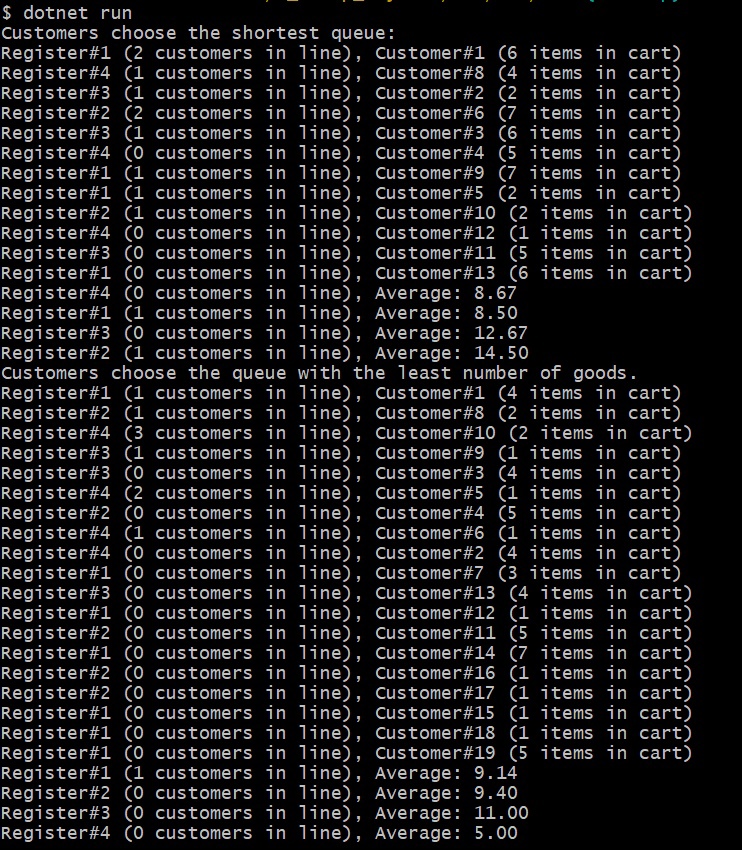 $ dotnet run
Customers choose the shortest queue:
Register#1 (2 customers in line), Customer#1 (6 items in cart)
Register#4 (1 customers in line), Customer#8 (4 items in cart)
Register#3 (1 customers in line), Customer#2 (2 items in cart)
Register#2 (2 customers in line), Customer#6 (7 items in cart)
Register#3 (1 customers in line), Customer#3 (6 items in cart)
Register#4 (0 customers in line), Customer#4 (5 items in cart)
Register#1 (1 customers in line), Customer#9 (7 items in cart)
Register#1 (1 customers in line), Customer#5 (2 items in cart)
Register#2 (1 customers in line), Customer#10 (2 items in cart)
Register#4 (0 customers in line), Customer#12 (1 items in cart)
Register#3 (0 customers in line), Customer#11 (5 items in cart)
Register#1 (0 customers in line), Customer#13 (6 items in cart)
Register#4 (0 customers in line), Average: 8.67
Register#1 (1 customers in line), Average: 8.50
Register#3 (0 customers in line), Average: 12.67
Register#2 (1 customers in line), Average: 14.50
Customers choose the queue with the least number of goods.
Register#1 (1 customers in line), Customer#1 (4 items in cart)
Register#2 (1 customers in line), Customer#8 (2 items in cart)
Register#4 (3 customers in line), Customer#10 (2 items in cart)
Register#3 (1 customers in line), Customer#9 (1 items in cart)
Register#3 (0 customers in line), Customer#3 (4 items in cart)
Register#4 (2 customers in line), Customer#5 (1 items in cart)
Register#2 (0 customers in line), Customer#4 (5 items in cart)
Register#4 (1 customers in line), Customer#6 (1 items in cart)
Register#4 (0 customers in line), Customer#2 (4 items in cart)
Register#1 (0 customers in line), Customer#7 (3 items in cart)
Register#3 (0 customers in line), Customer#13 (4 items in cart)
Register#1 (0 customers in line), Customer#12 (1 items in cart)
Register#2 (0 customers in line), Customer#11 (5 items in cart)
Register#1 (0 customers in line), Customer#14 (7 items in cart)
Register#2 (0 customers in line), Customer#16 (1 items in cart)
Register#2 (0 customers in line), Customer#17 (1 items in cart)
Register#1 (0 customers in line), Customer#15 (1 items in cart)
Register#1 (0 customers in line), Customer#18 (1 items in cart)
Register#1 (0 customers in line), Customer#19 (5 items in cart)
Register#1 (1 customers in line), Average: 9.14
Register#2 (0 customers in line), Average: 9.40
Register#3 (0 customers in line), Average: 11.00
Register#4 (0 customers in line), Average: 5.00